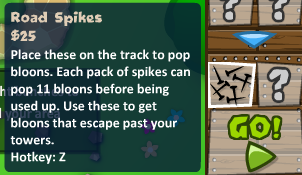 Road Spikes
$25
Place these on the track to pop
bloons. Each pack of spikes can
pop 11 bloons before being
used up. Use these to get
bloons that escape past your
towers.
Hotkey: Z
?
?
?
GO!